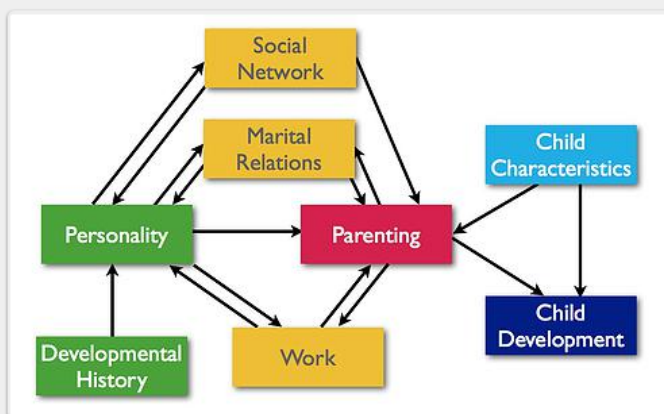 Social
Network
Marital
Relations
Child
Characteristics
Personality
Parenting
Child
Development
Developmental
History
Work